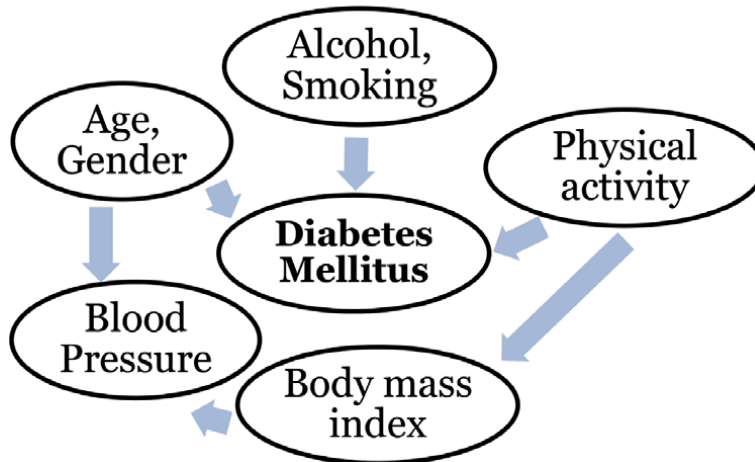 Alcohol,
Smoking
Age,
Gender
Physical
activity
Diabetes
Mellitus
Blood
Pressure
Body mass
index